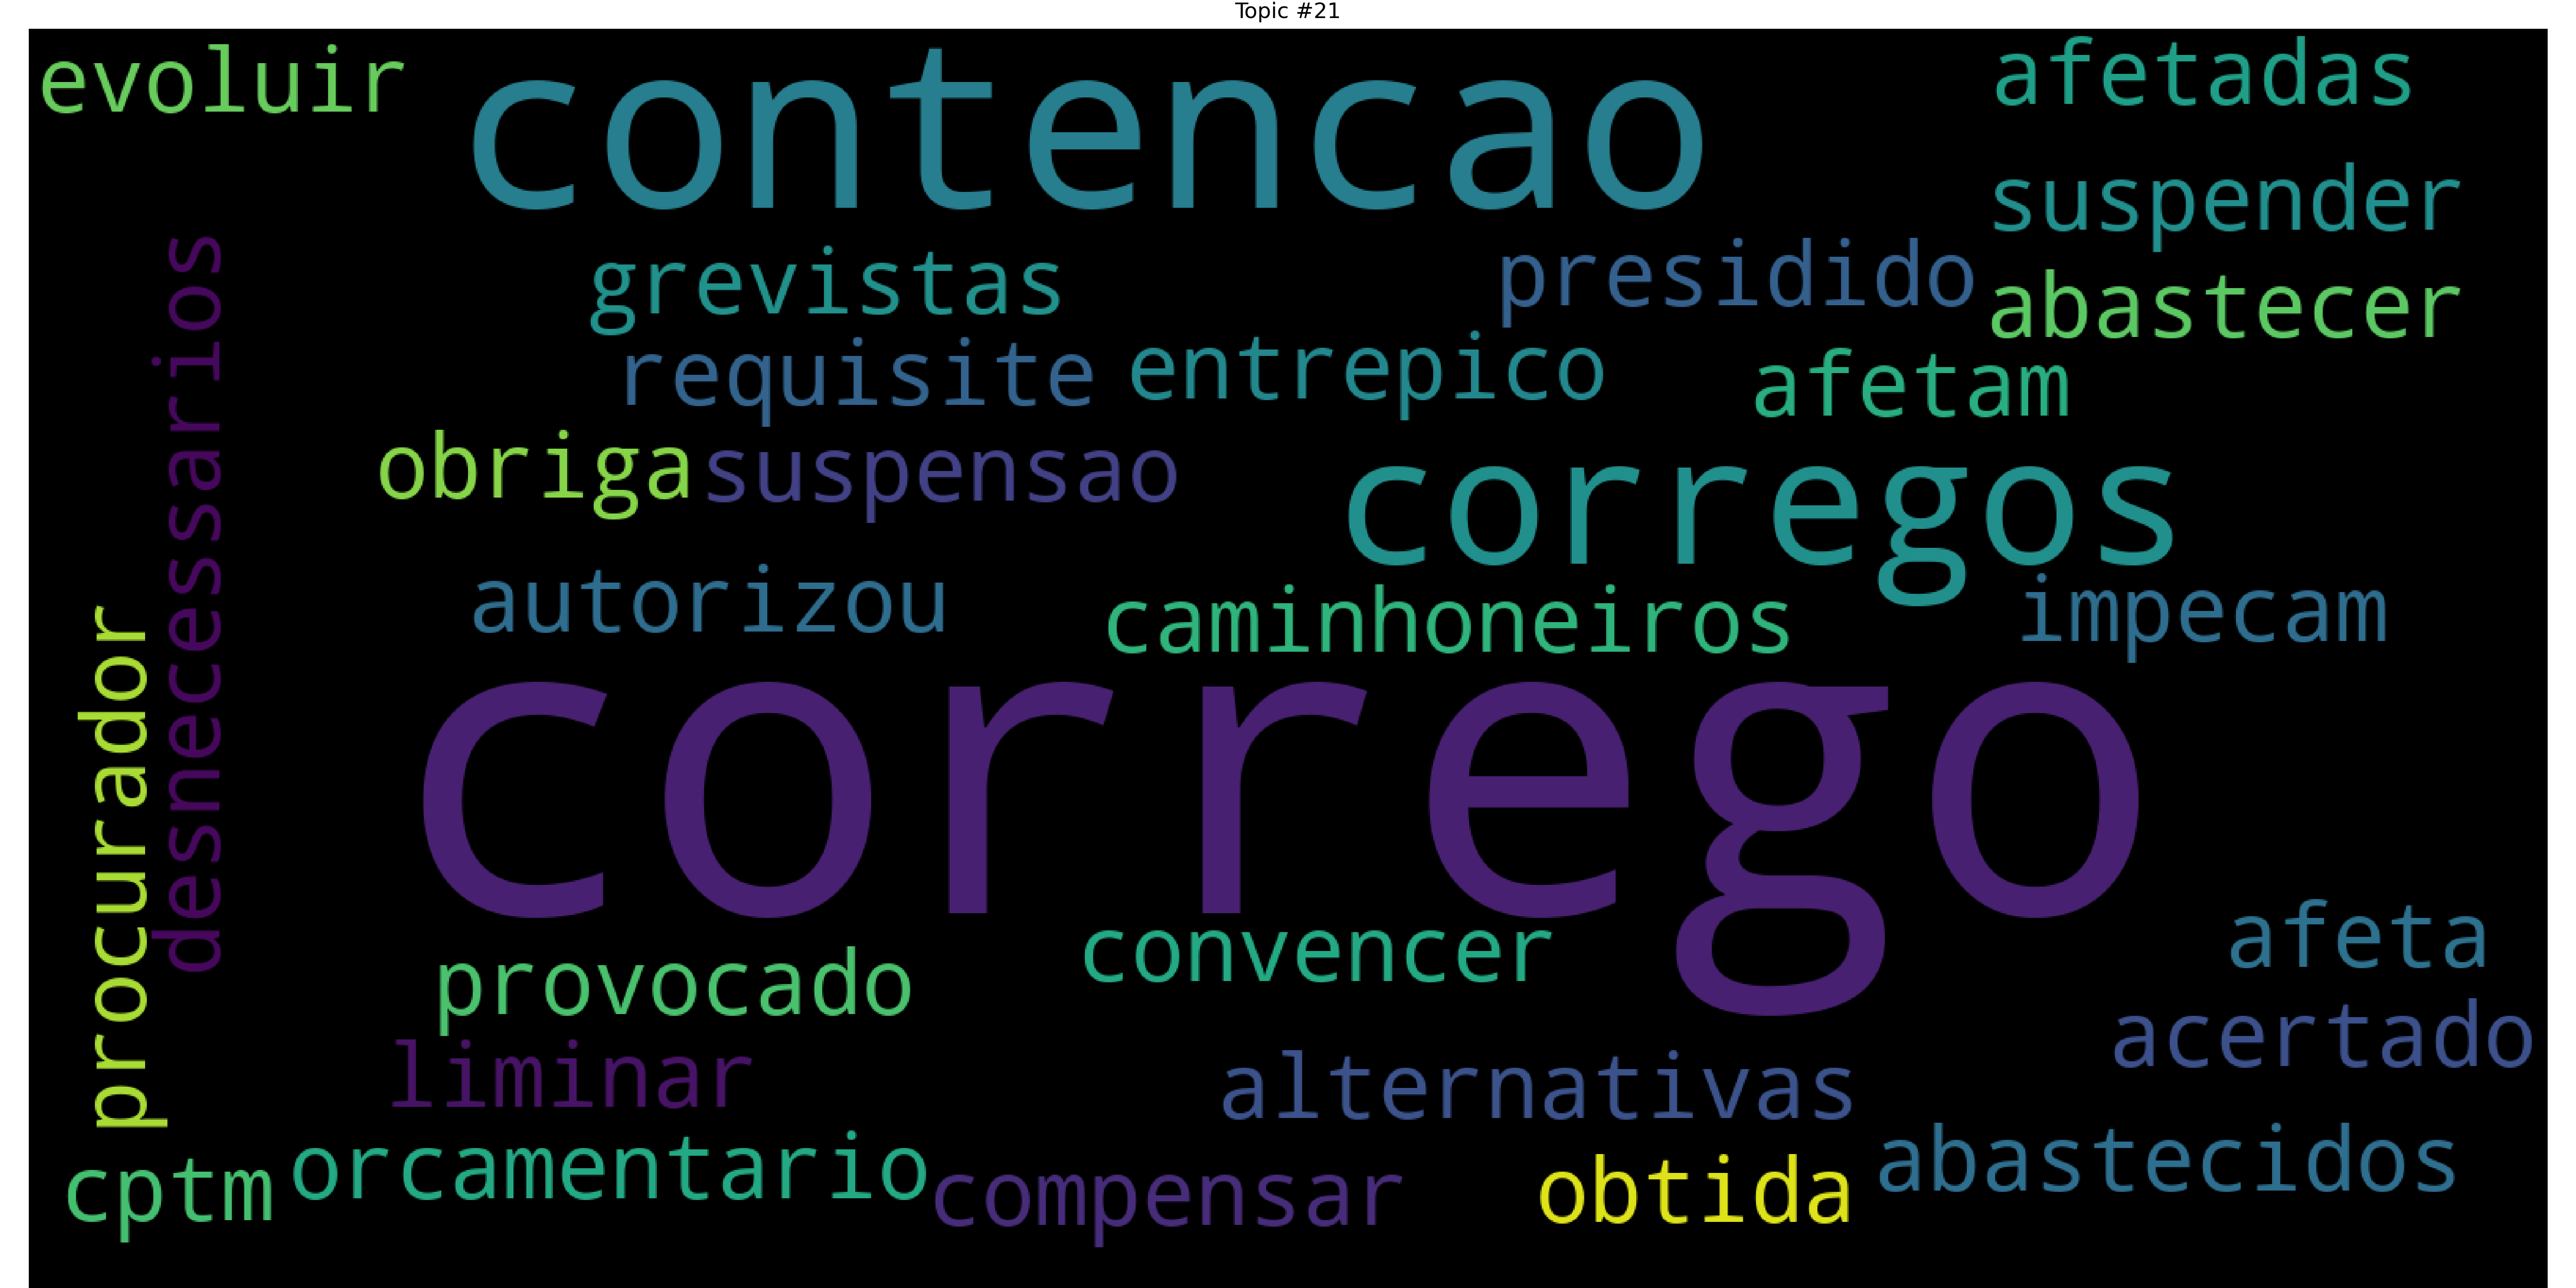 Topic #21
evoluir
contencao
afetadas
suspender
grevistas
presidido
abastecer
requisite
entrepico
afetam
obriga
suspensao
corregos
desnecessarios
autorizou
caminhoneiros
impecam
procurador
corrego
convencer
afeta
provocado
acertado
liminar
alternativas
cptm
orcamentario
compensar
obtida
abastecidos